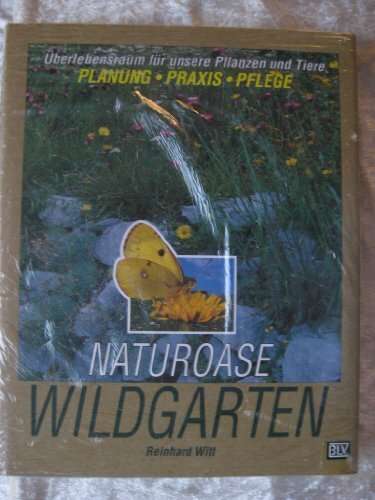 Überlebensraum für unsere Pflanzen und Tiere
PLANUNG • PRAXIS • PFLEGE
NATUROASE
WILDGARTEN
Reinhard Witt
BLV